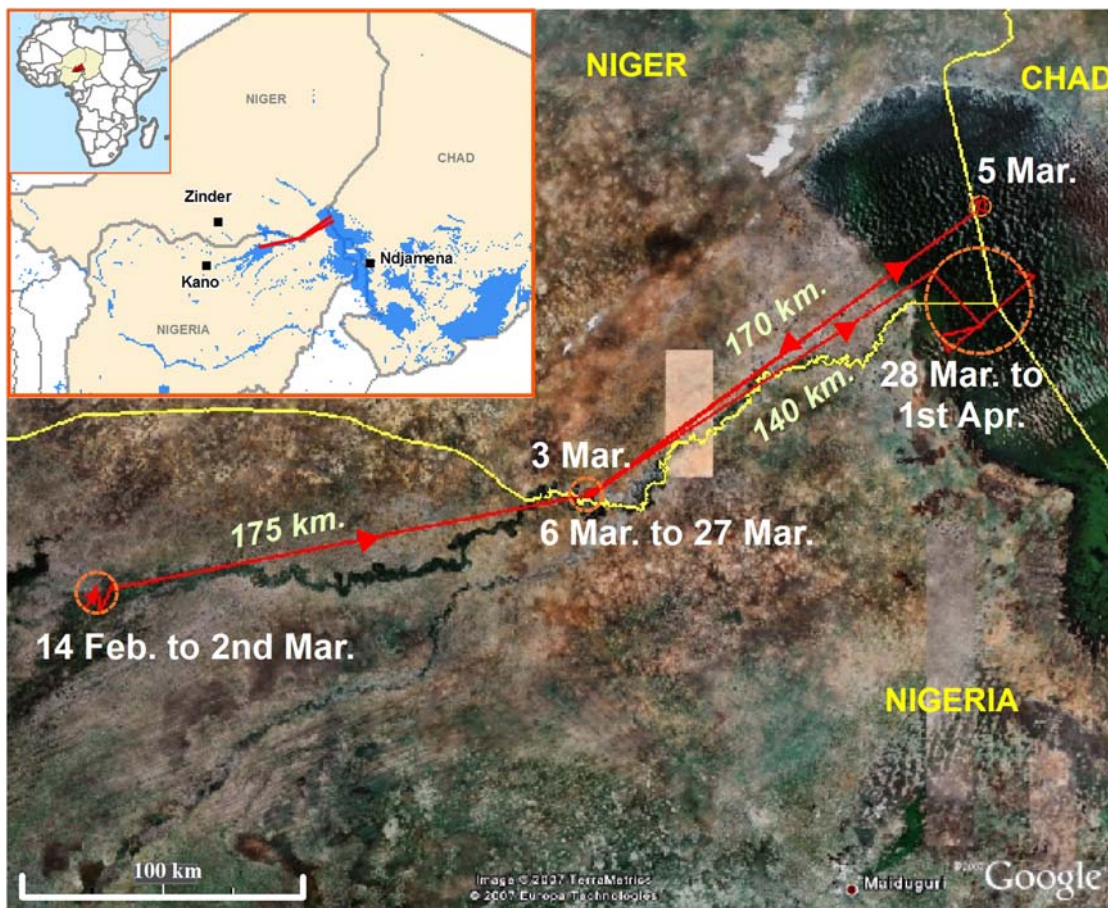 NIGER
CHAD
Zinder
Kano
Ndjamena
NIGERIA
NIGER
CHAD
5 Mar.
170 km.
140 km.
28 Mar. to
1st Apr.
3 Mar.
6 Mar. to 27 Mar.
175 km.
14 Feb. to 2nd Mar.
NIGERIA
100 km
Image © 2007 TerraMetrics
© 2007 Europa Technologies
Maiduguri
©2007 Google